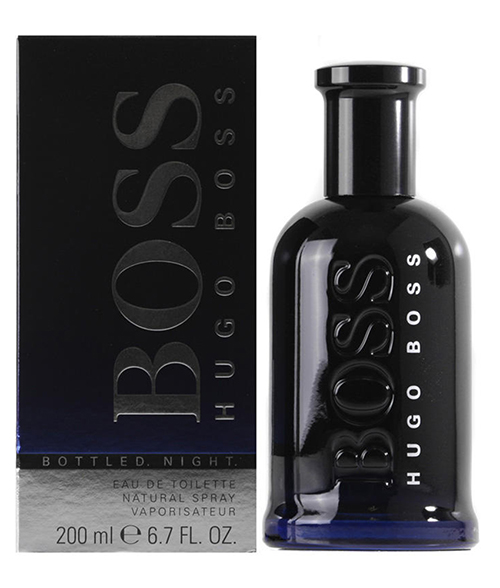 BOSS
HUGO BOSS
BOTTLED. NIGHT.
EAU DE TOILETTE
NATURAL SPRAY
VAPORISATEUR
200 ml ℮ 6.7 FL. OZ.
BOSS
HUGO BOSS